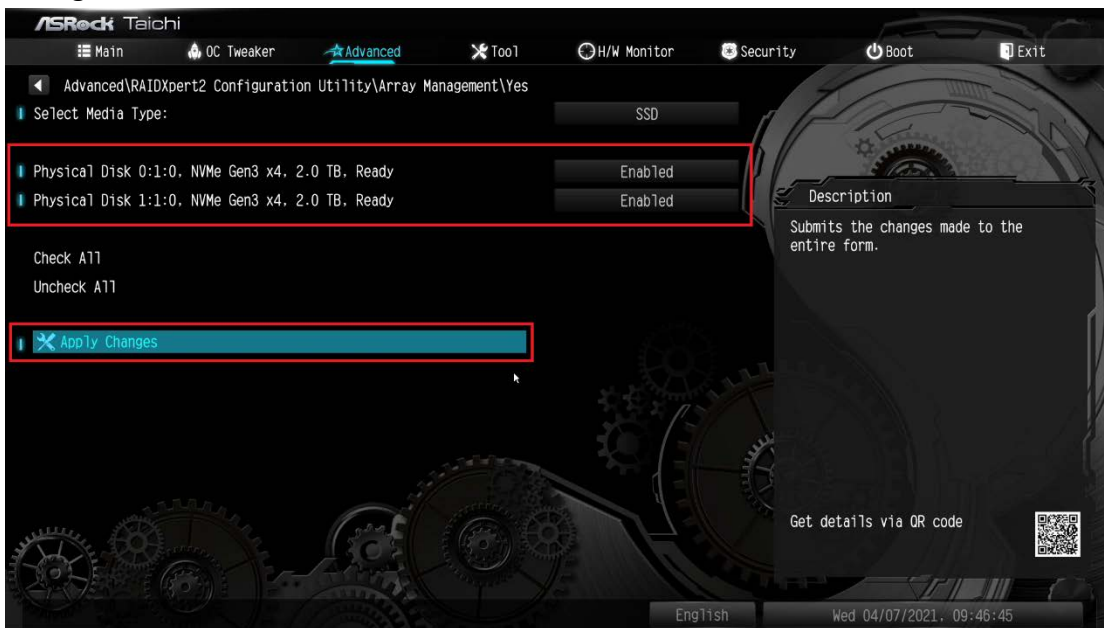 ASRock Taichi
Main OC Tweaker Advanced Tool H/W Monitor Security Boot Exit
Advanced\RAIDXpert2 Configuration Utility\Array Management\Yes
Select Media Type: SSD
Physical Disk 0:1:0, NVMe Gen3 x4, 2.0 TB, Ready Enabled
Physical Disk 1:1:0, NVMe Gen3 x4, 2.0 TB, Ready Enabled
Check All
Uncheck All
Apply Changes
Description
Submits the changes made to the
entire form.
Get details via QR code
English Wed 04/07/2021, 09:46:45